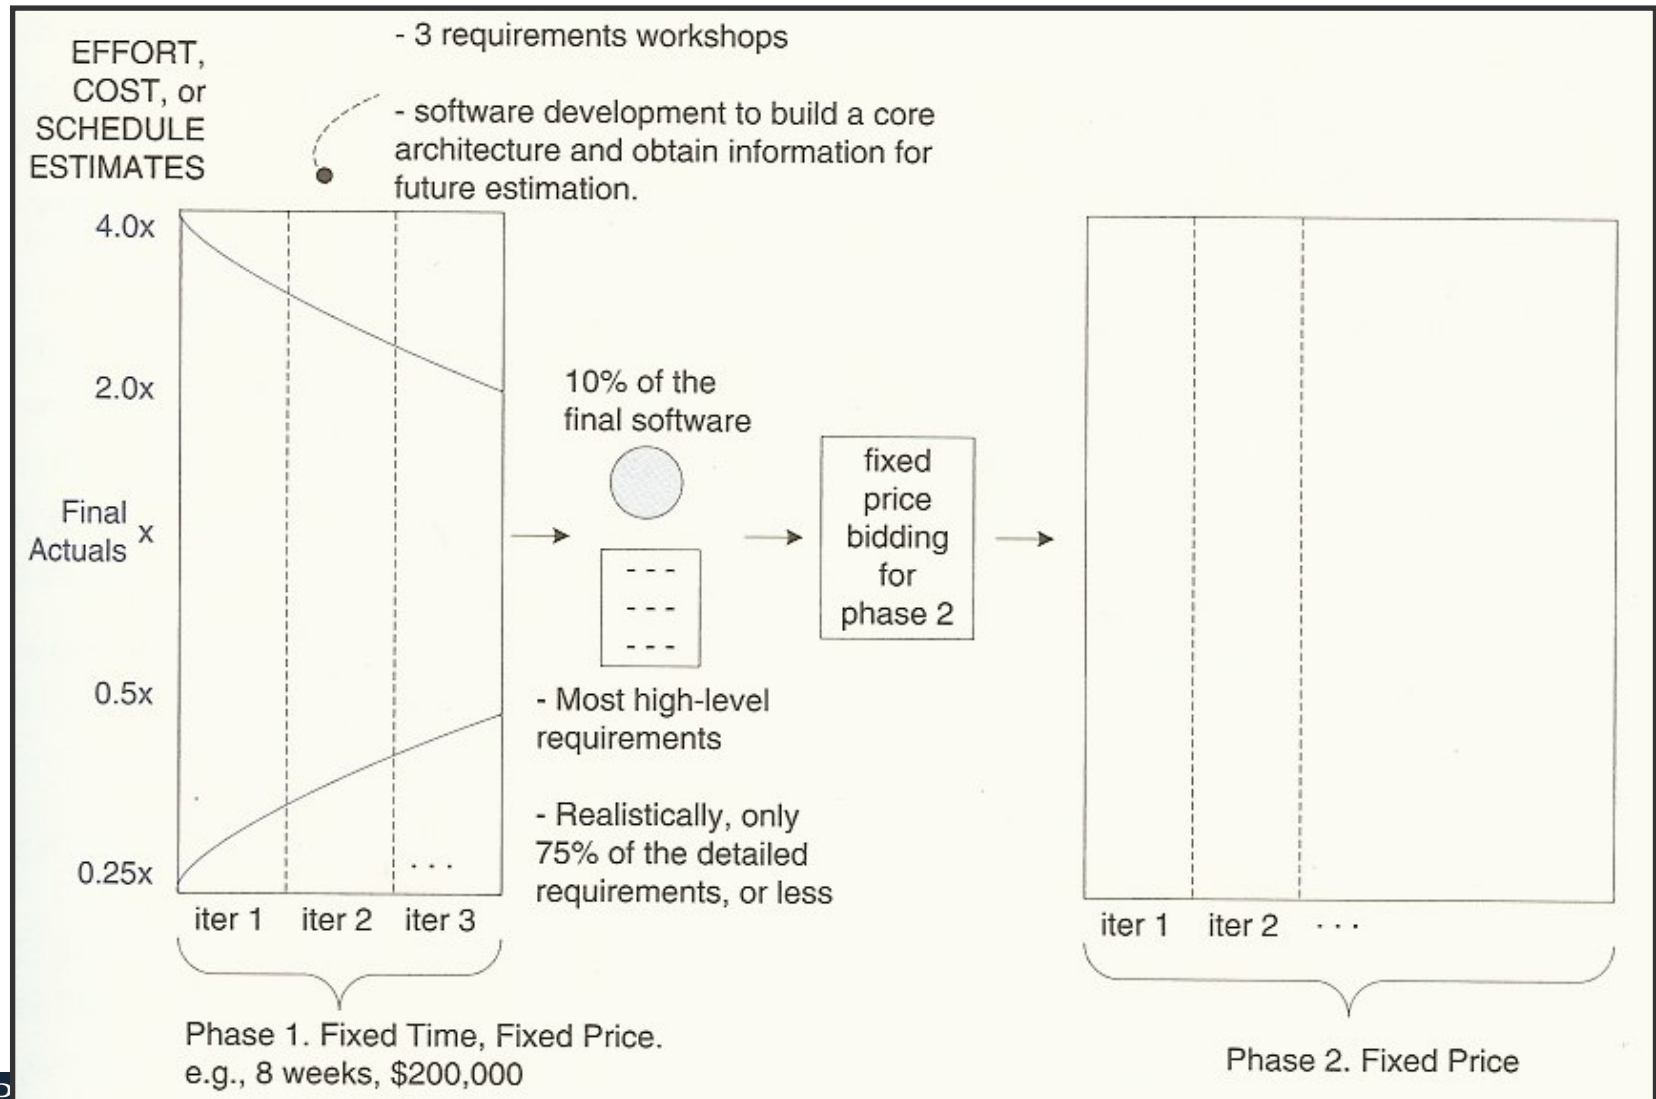 EFFORT,
COST, or
SCHEDULE
ESTIMATES
- 3 requirements workshops
- software development to build a core
architecture and obtain information for
future estimation.
4.0x
2.0x
Final
Actuals
x
0.5x
0.25x
. . .
iter 1
iter 2
iter 3
Phase 1. Fixed Time, Fixed Price.
e.g., 8 weeks, $200,000
10% of the
final software
- - -
- - -
- - -
- Most high-level
requirements
- Realistically, only
75% of the detailed
requirements, or less
fixed
price
bidding
for
phase 2
iter 1
iter 2
. . .
Phase 2. Fixed Price